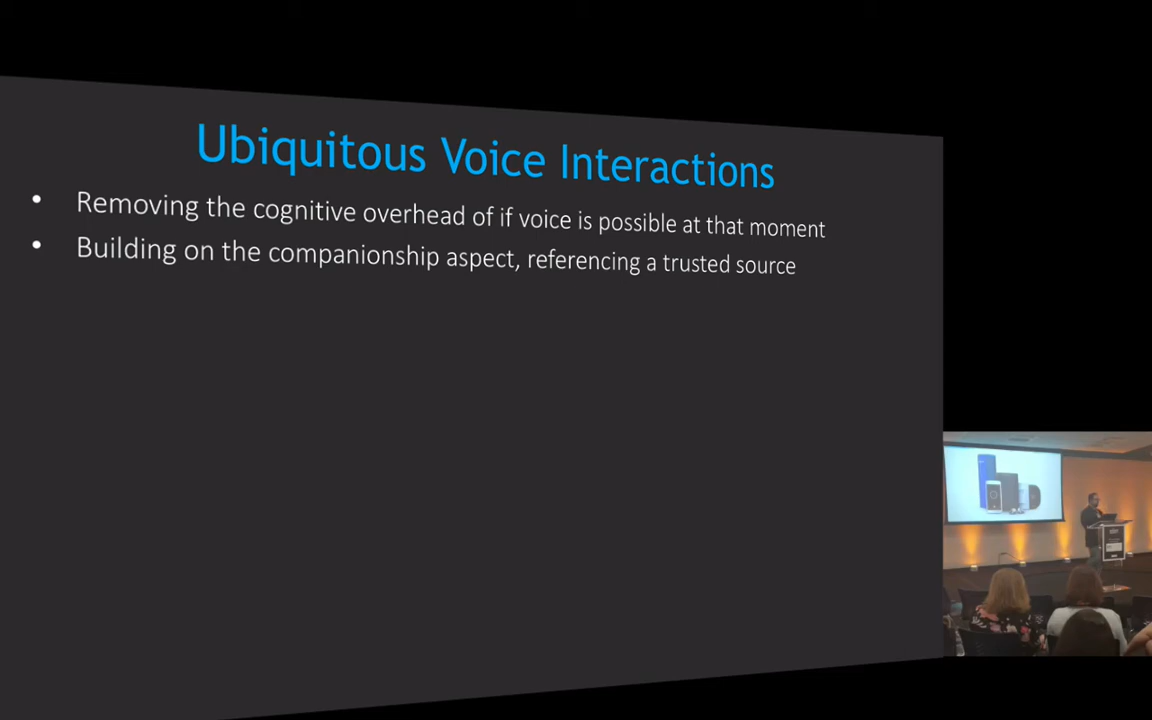 Ubiquitous Voice Interactions
• Removing the cognitive overhead of if voice is possible at that moment
• Building on the companionship aspect, referencing a trusted source